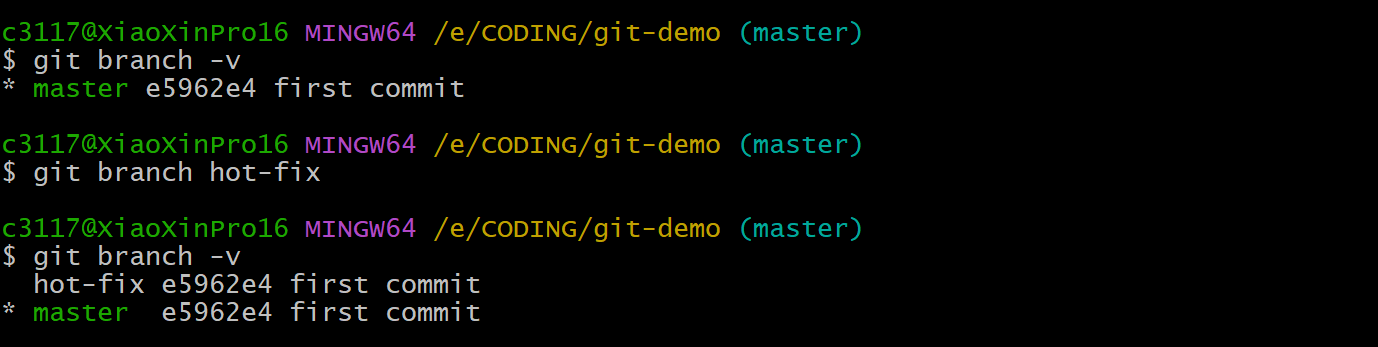 c3117@XiaoXinPro16 MINGW64 /e/CODING/git-demo (master)
$ git branch -v
* master e5962e4 first commit
c3117@XiaoXinPro16 MINGW64 /e/CODING/git-demo (master)
$ git branch hot-fix
c3117@XiaoXinPro16 MINGW64 /e/CODING/git-demo (master)
$ git branch -v
  hot-fix e5962e4 first commit
* master  e5962e4 first commit